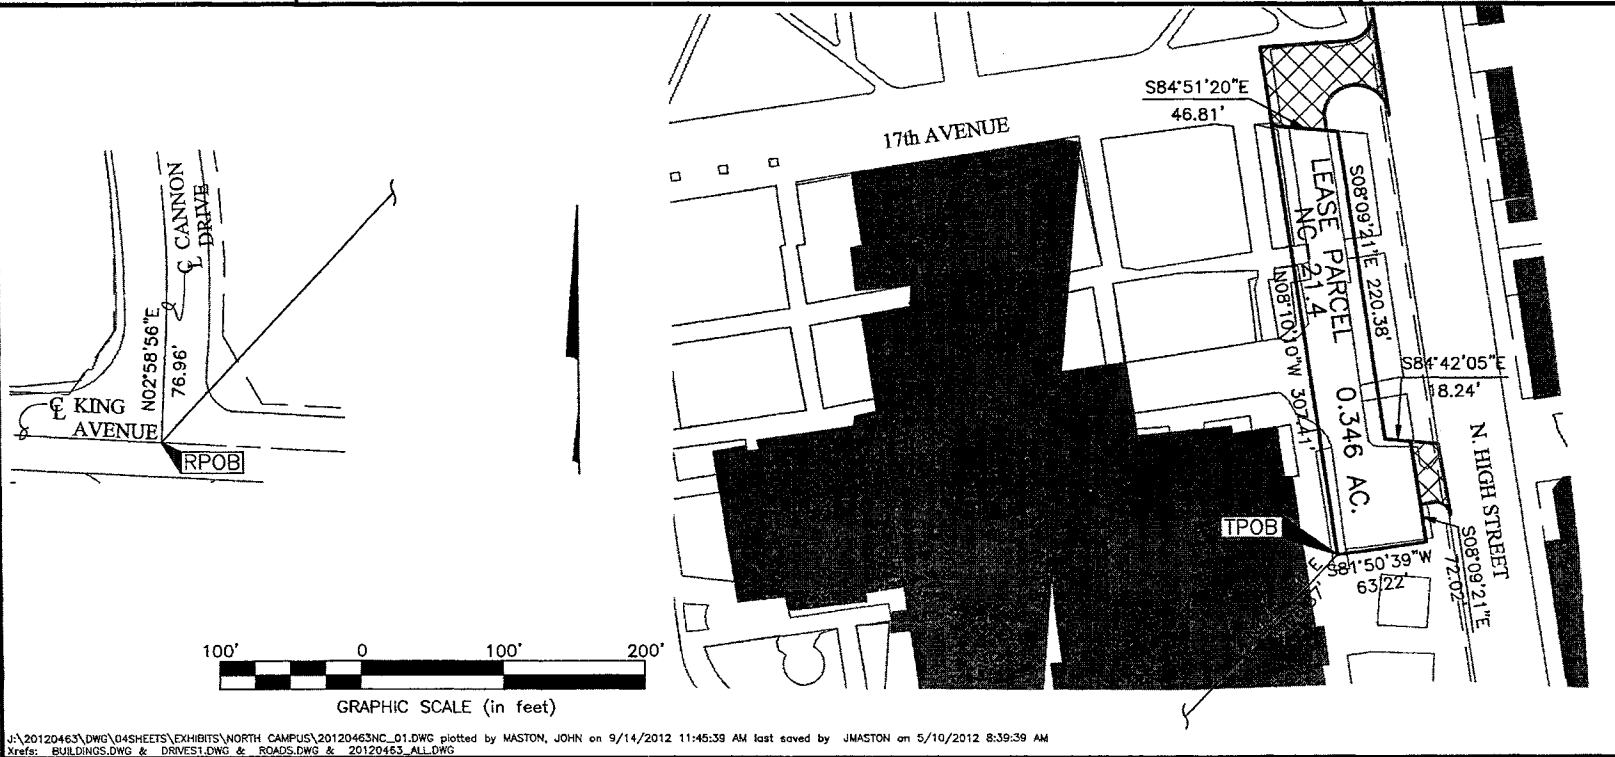 S84°51'20"E
46.81'
17th AVENUE
℄ CANNON
DRIVE
LEASE PARCEL 0.346 AC.
NC 21.4
S08°09'21"E 220.38'
N08°10'10"W 307.41'
N02°58'56"E
76.96'
S84°42'05"E
18.24'
℄ KING
AVENUE
RPOB
N. HIGH STREET
TPOB
S81°50'39"W
63.22'
S08°09'21"E
72.02'
E
100' 0 100' 200'
GRAPHIC SCALE (in feet)
J:\20120463\DWG\04SHEETS\EXHIBITS\NORTH CAMPUS\20120463NC_01.DWG plotted by MASTON, JOHN on 9/14/2012 11:45:39 AM last saved by JMASTON on 5/10/2012 8:39:39 AM
Xrefs: BUILDINGS.DWG & DRIVES1.DWG & ROADS.DWG & 20120463_ALL.DWG